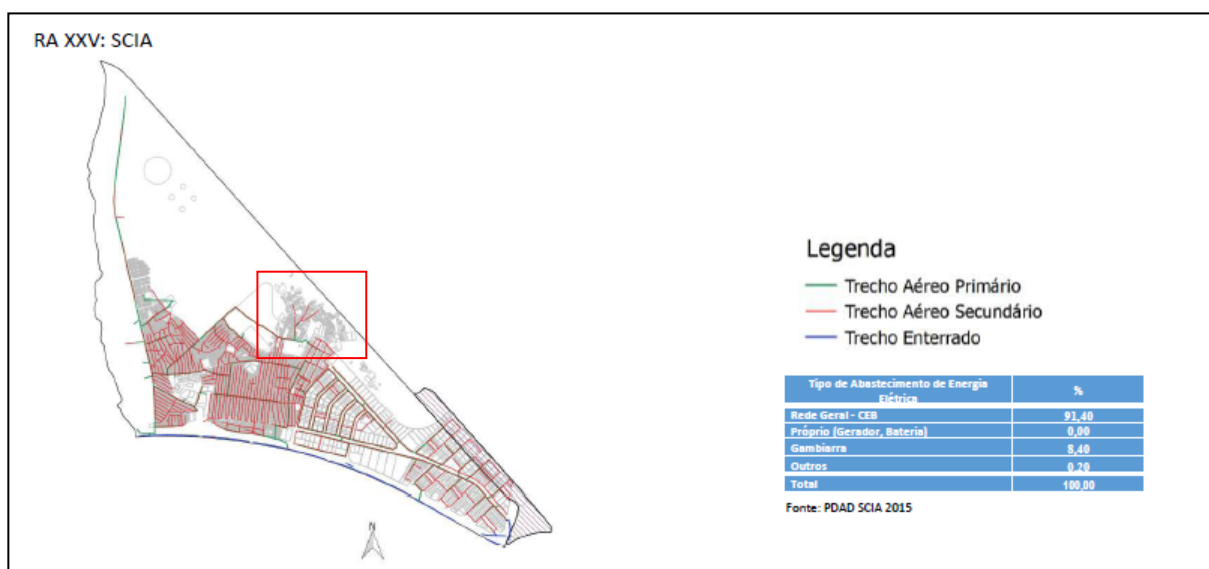 RA XXV: SCIA
N
Legenda
Trecho Aéreo Primário
Trecho Aéreo Secundário
Trecho Enterrado
Tipo de Abastecimento de Energia
Elétrica
%
Rede Geral - CEB 91,40
Próprio (Gerador, Bateria) 0,00
Gambiarra 8,40
Outros 0,20
Total 100,00
Fonte: PDAD SCIA 2015